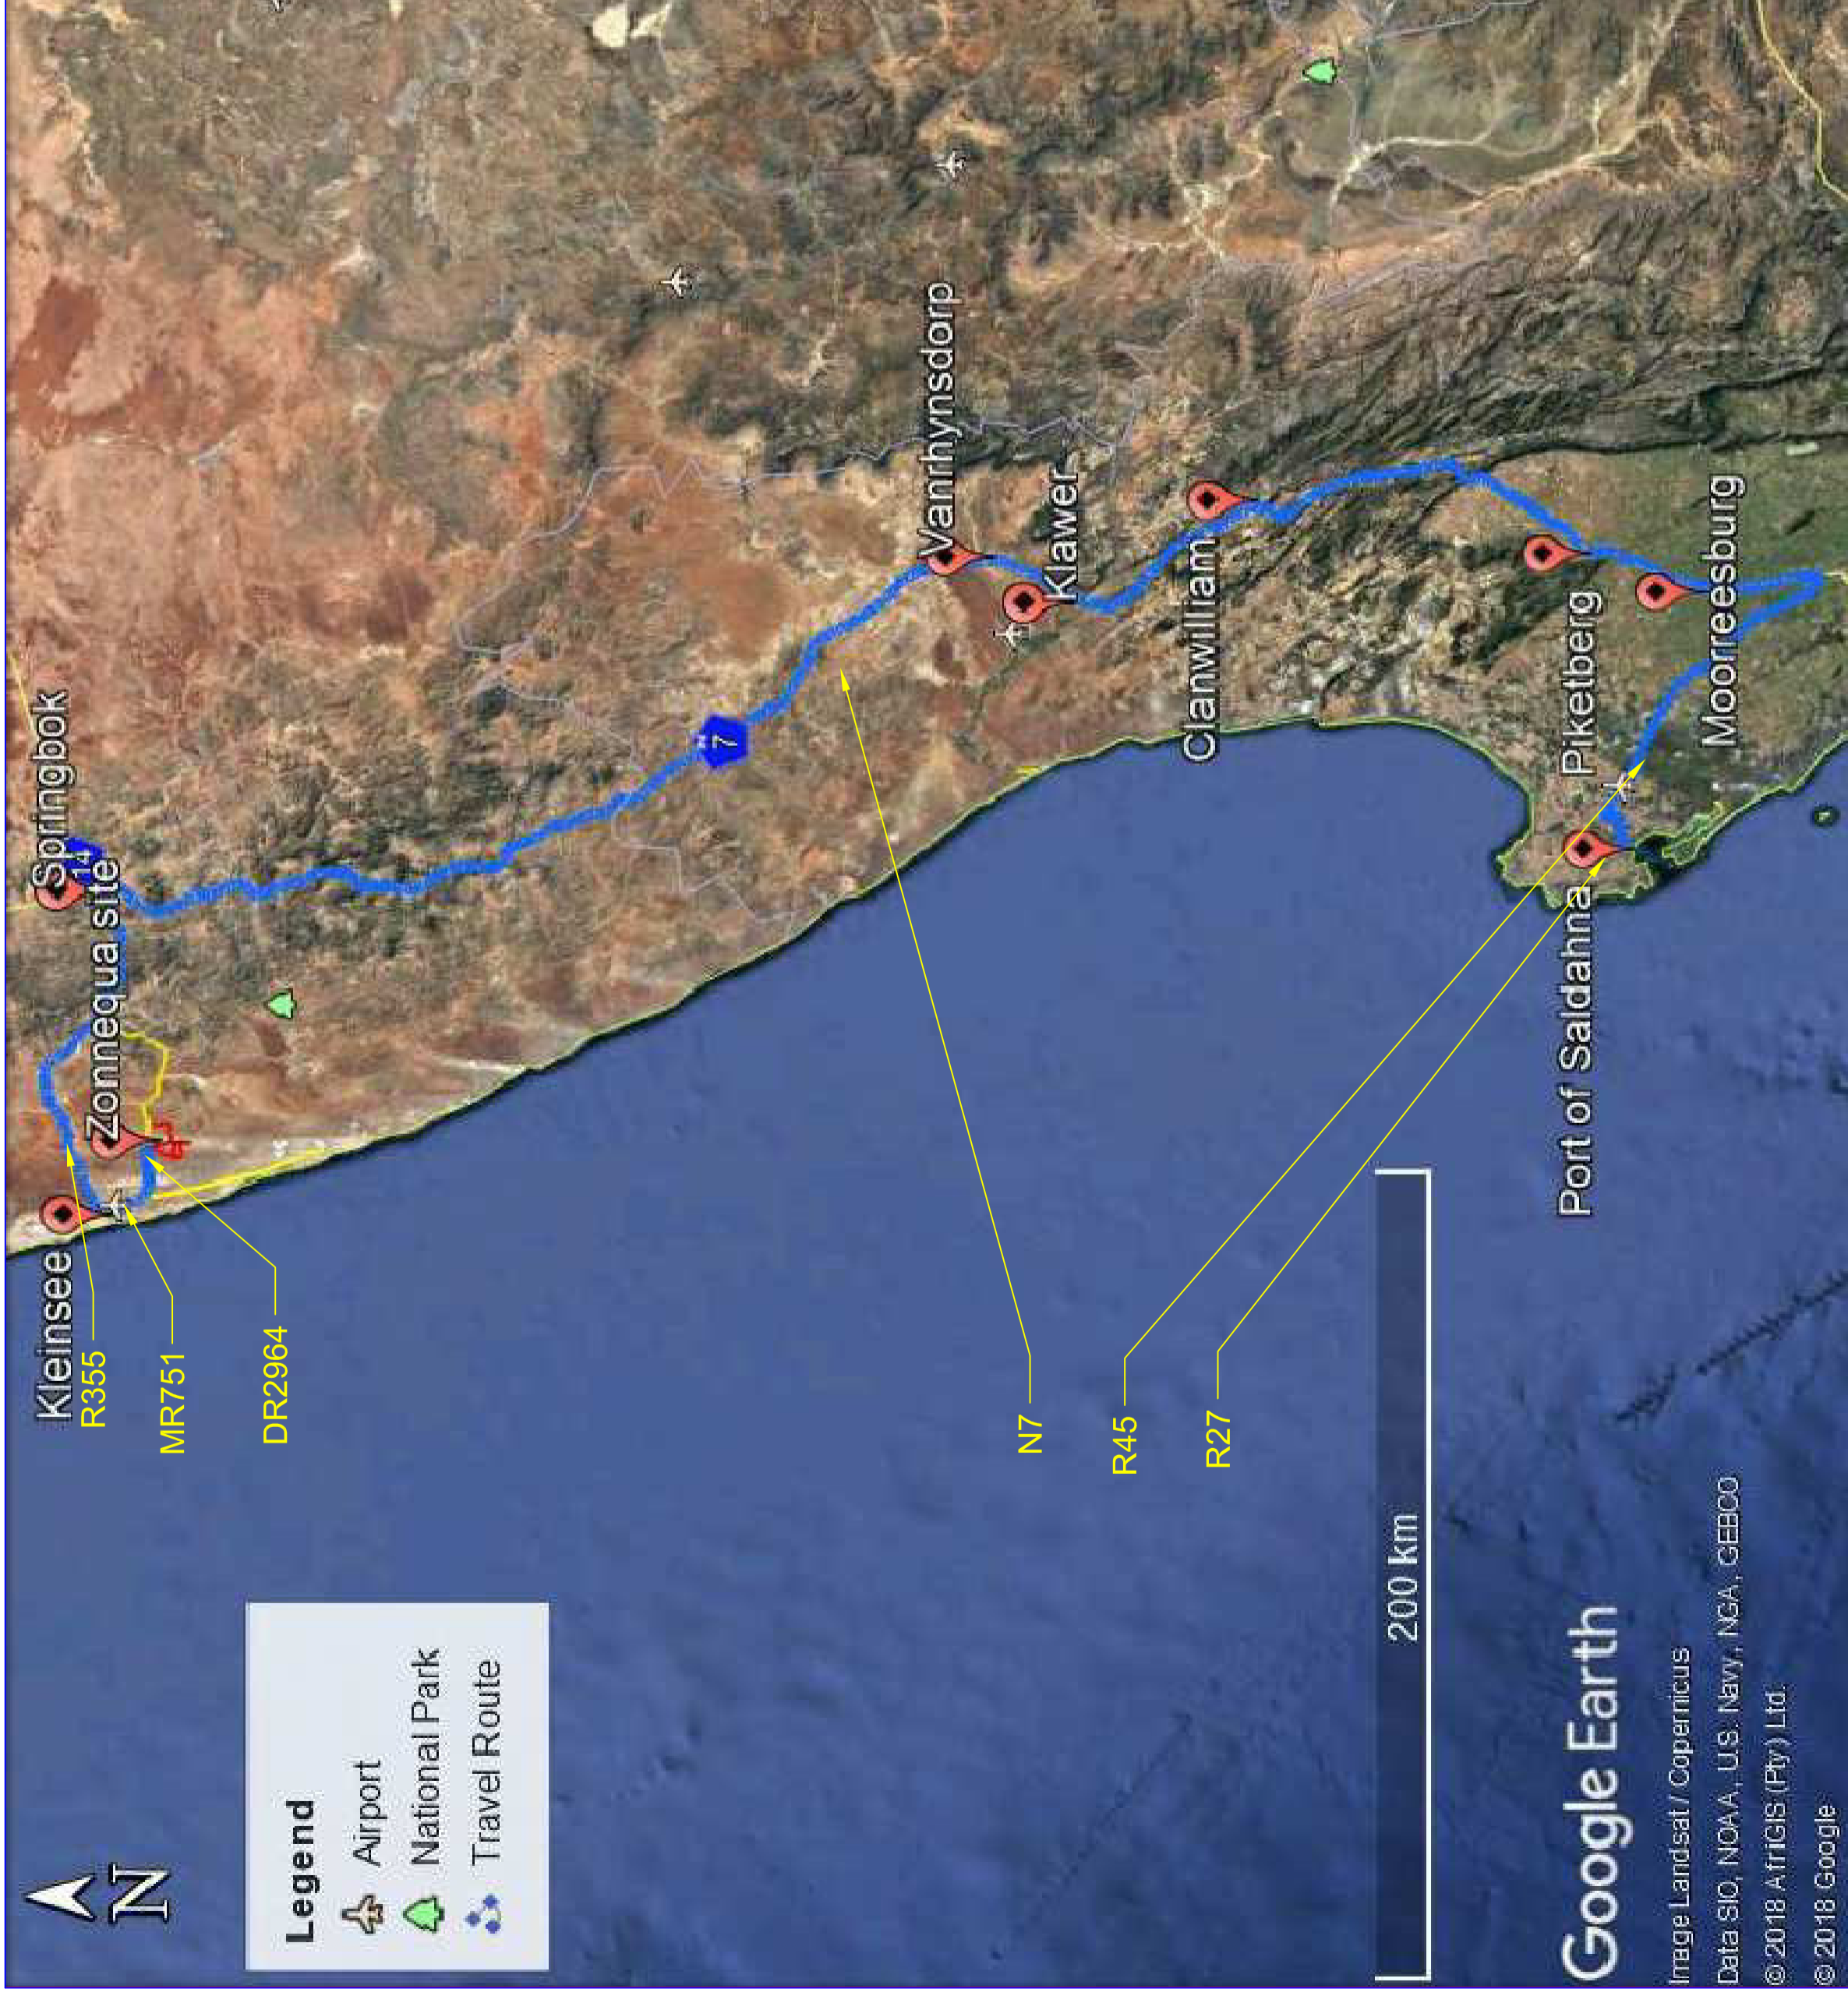 N
Legend
Airport
National Park
Travel Route
Kleinsee
R355
MR751
DR2964
Springbok
14
Zonnequa site
7
Vanrhynsdorp
Klawer
Clanwilliam
Piketberg
Moorreesburg
Port of Saldahna
N7
R45
R27
200 km
Google Earth
Image Landsat / Copernicus
Data SIO, NOAA, U.S. Navy, NGA, GEBCO
© 2018 AfriGIS (Pty) Ltd.
© 2018 Google